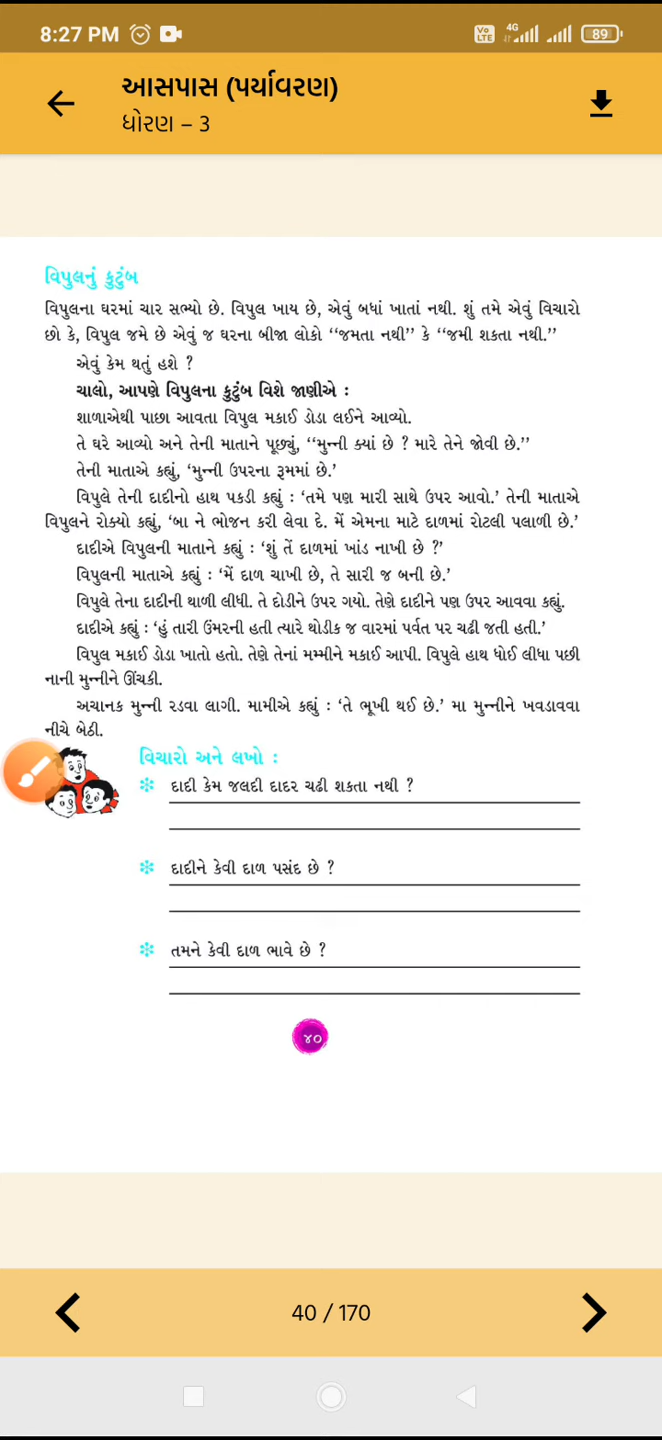 8:27 PM
Vo LTE 4G 89
આસપાસ (પર્યાવરણ)
ધોરણ – 3
વિપુલનું કુટુંબ
વિપુલના ઘરમાં ચાર સભ્યો છે. વિપુલ ખાય છે, એવું બધાં ખાતાં નથી. શું તમે એવું વિચારો
છો કે, વિપુલ જમે છે એવું જ ઘરના બીજા લોકો ‘‘જમતા નથી’’ કે ‘‘જમી શકતા નથી.’’
એવું કેમ થતું હશે ?
ચાલો, આપણે વિપુલના કુટુંબ વિશે જાણીએ :
શાળાએથી પાછા આવતા વિપુલ મકાઈ ડોડા લઈને આવ્યો.
તે ઘરે આવ્યો અને તેની માતાને પૂછ્યું, ‘‘મુન્ની ક્યાં છે ? મારે તેને જોવી છે.’’
તેની માતાએ કહ્યું, ‘મુન્ની ઉપરના રૂમમાં છે.’
વિપુલે તેની દાદીનો હાથ પકડી કહ્યું : ‘તમે પણ મારી સાથે ઉપર આવો.’ તેની માતાએ
વિપુલને રોક્યો કહ્યું, ‘બા ને ભોજન કરી લેવા દે. મેં એમના માટે દાળમાં રોટલી પલાળી છે.’
દાદીએ વિપુલની માતાને કહ્યું : ‘શું તેં દાળમાં ખાંડ નાખી છે ?’
વિપુલની માતાએ કહ્યું : ‘મેં દાળ ચાખી છે, તે સારી જ બની છે.’
વિપુલે તેના દાદીની થાળી લીધી. તે દોડીને ઉપર ગયો. તેણે દાદીને પણ ઉપર આવવા કહ્યું.
દાદીએ કહ્યું : ‘હું તારી ઉંમરની હતી ત્યારે થોડીક જ વારમાં પર્વત પર ચઢી જતી હતી.’
વિપુલ મકાઈ ડોડા ખાતો હતો. તેણે તેનાં મમ્મીને મકાઈ આપી. વિપુલે હાથ ધોઈ લીધા પછી
નાની મુન્નીને ઊંચકી.
અચાનક મુન્ની રડવા લાગી. મામીએ કહ્યું : ‘તે ભૂખી થઈ છે.’ મા મુન્નીને ખવડાવવા
નીચે બેઠી.
વિચારો અને લખો :
દાદી કેમ જલદી દાદર ચઢી શકતા નથી ?
દાદીને કેવી દાળ પસંદ છે ?
તમને કેવી દાળ ભાવે છે ?
૪૦
40 / 170